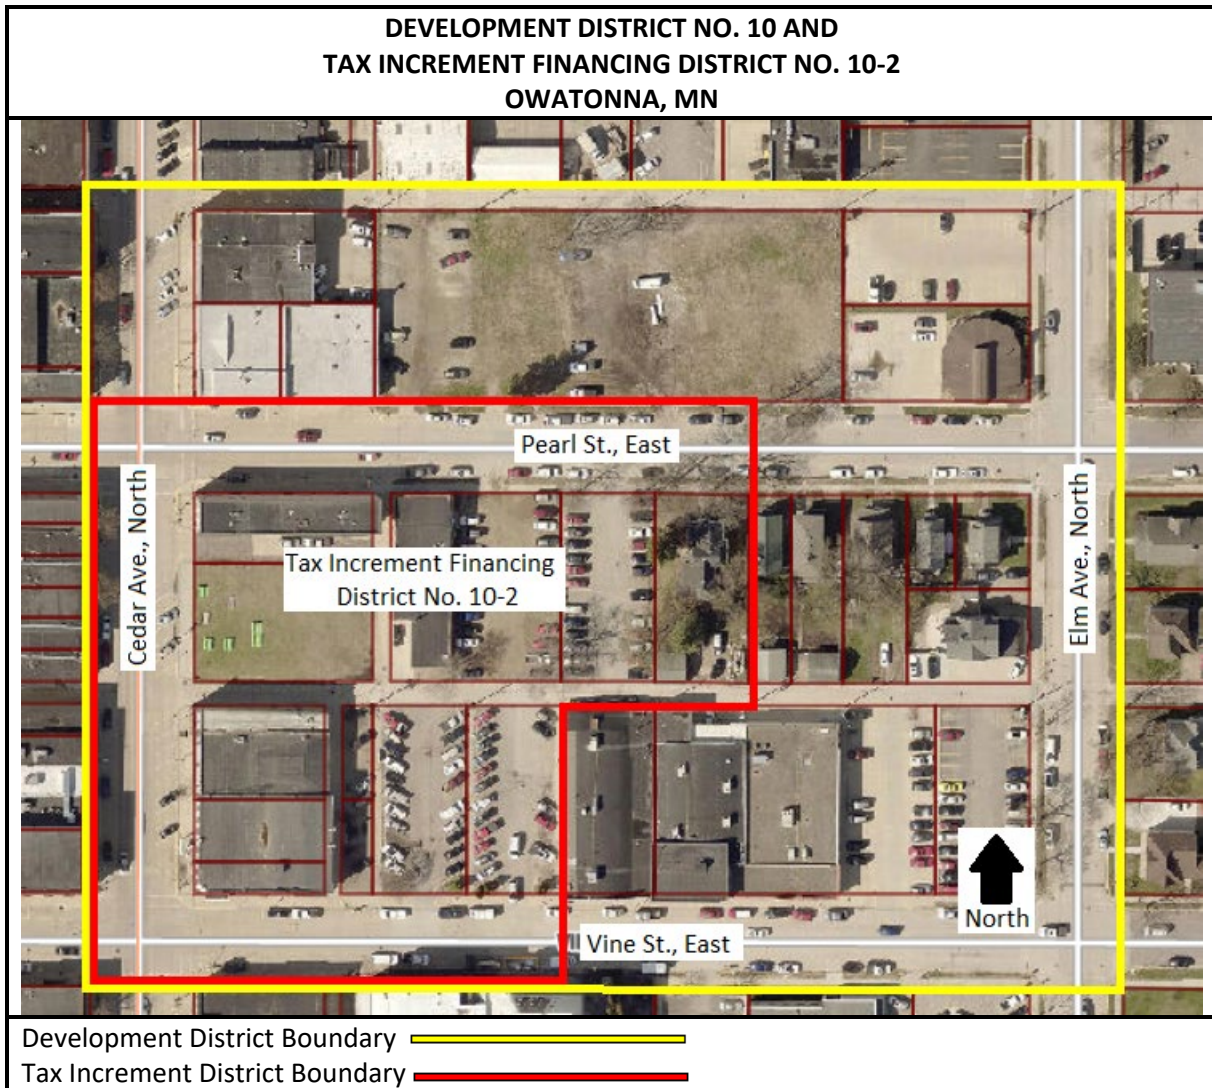 DEVELOPMENT DISTRICT NO. 10 AND
TAX INCREMENT FINANCING DISTRICT NO. 10-2
OWATONNA, MN
Pearl St., East
Cedar Ave., North
Tax Increment Financing
District No. 10-2
Elm Ave., North
North
Vine St., East
Development District Boundary
Tax Increment District Boundary